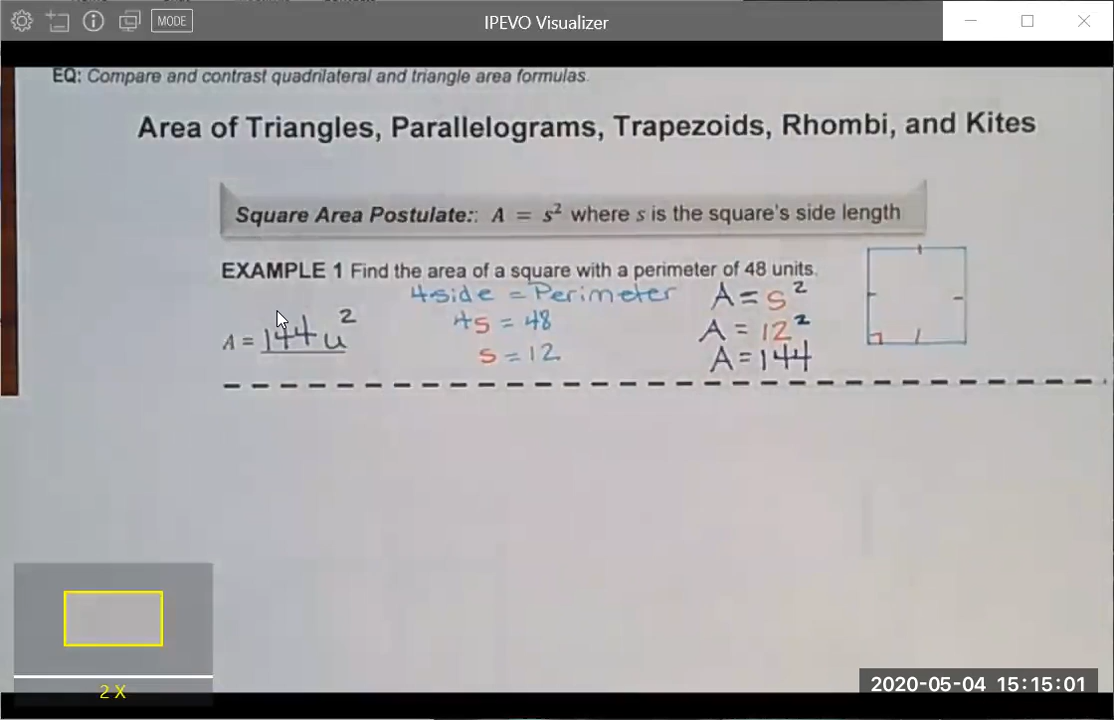 MODE
IPEVO Visualizer
EQ: Compare and contrast quadrilateral and triangle area formulas.
Area of Triangles, Parallelograms, Trapezoids, Rhombi, and Kites
Square Area Postulate:: A = s² where s is the square's side length
EXAMPLE 1 Find the area of a square with a perimeter of 48 units.
4side = Perimeter
4s = 48
s = 12
A = s²
A = 12²
A = 144
A = 144 u²
2 X
2020-05-04 15:15:01